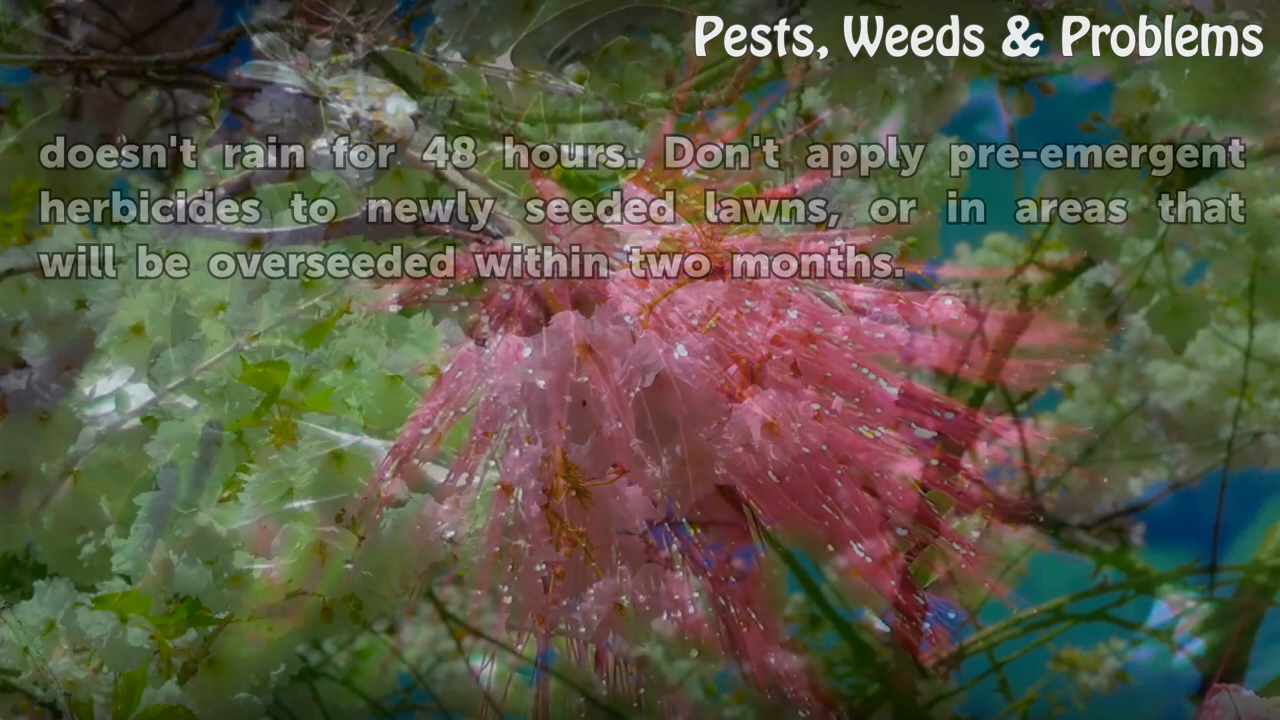 Pests, Weeds & Problems
doesn't rain for 48 hours. Don't apply pre-emergent
herbicides to newly seeded lawns, or in areas that
will be overseeded within two months.